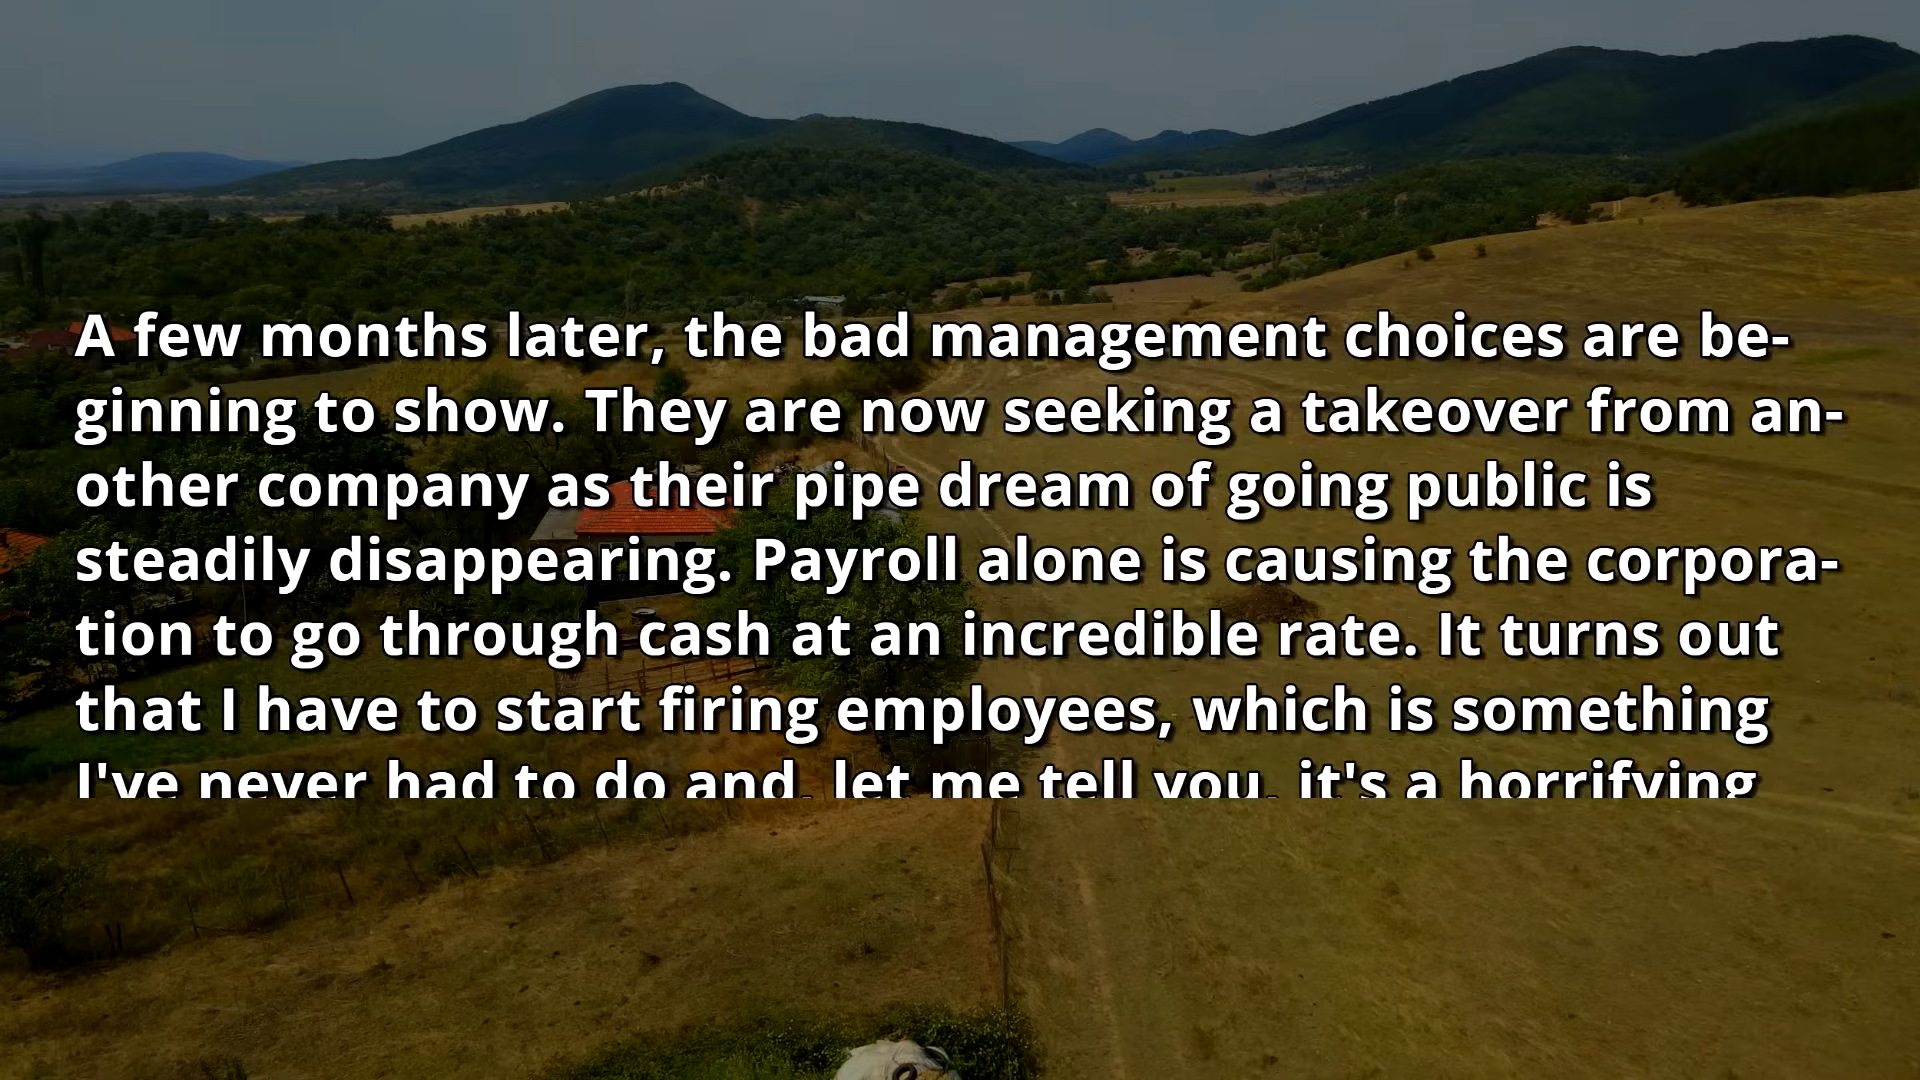 A few months later, the bad management choices are be-
ginning to show. They are now seeking a takeover from an-
other company as their pipe dream of going public is
steadily disappearing. Payroll alone is causing the corpora-
tion to go through cash at an incredible rate. It turns out
that I have to start firing employees, which is something
I've never had to do and, let me tell you, it's a horrifying